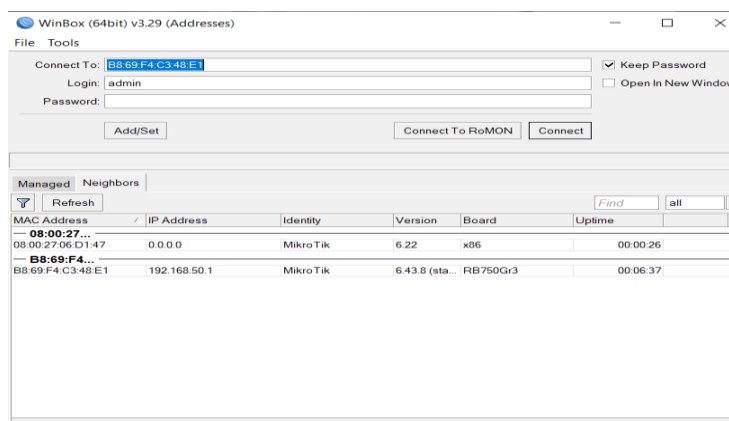 WinBox (64bit) v3.29 (Addresses)
File Tools
Connect To: B8:69:F4:C3:48:E1 Keep Password
Login: admin Open In New Window
Password:
Add/Set Connect To RoMON Connect
Managed Neighbors
Refresh Find all
MAC Address IP Address Identity Version Board Uptime
08:00:27...
08:00:27:06:D1:47 0.0.0.0 MikroTik 6.22 x86 00:00:26
B8:69:F4...
B8:69:F4:C3:48:E1 192.168.50.1 MikroTik 6.43.8 (sta... RB750Gr3 00:06:37